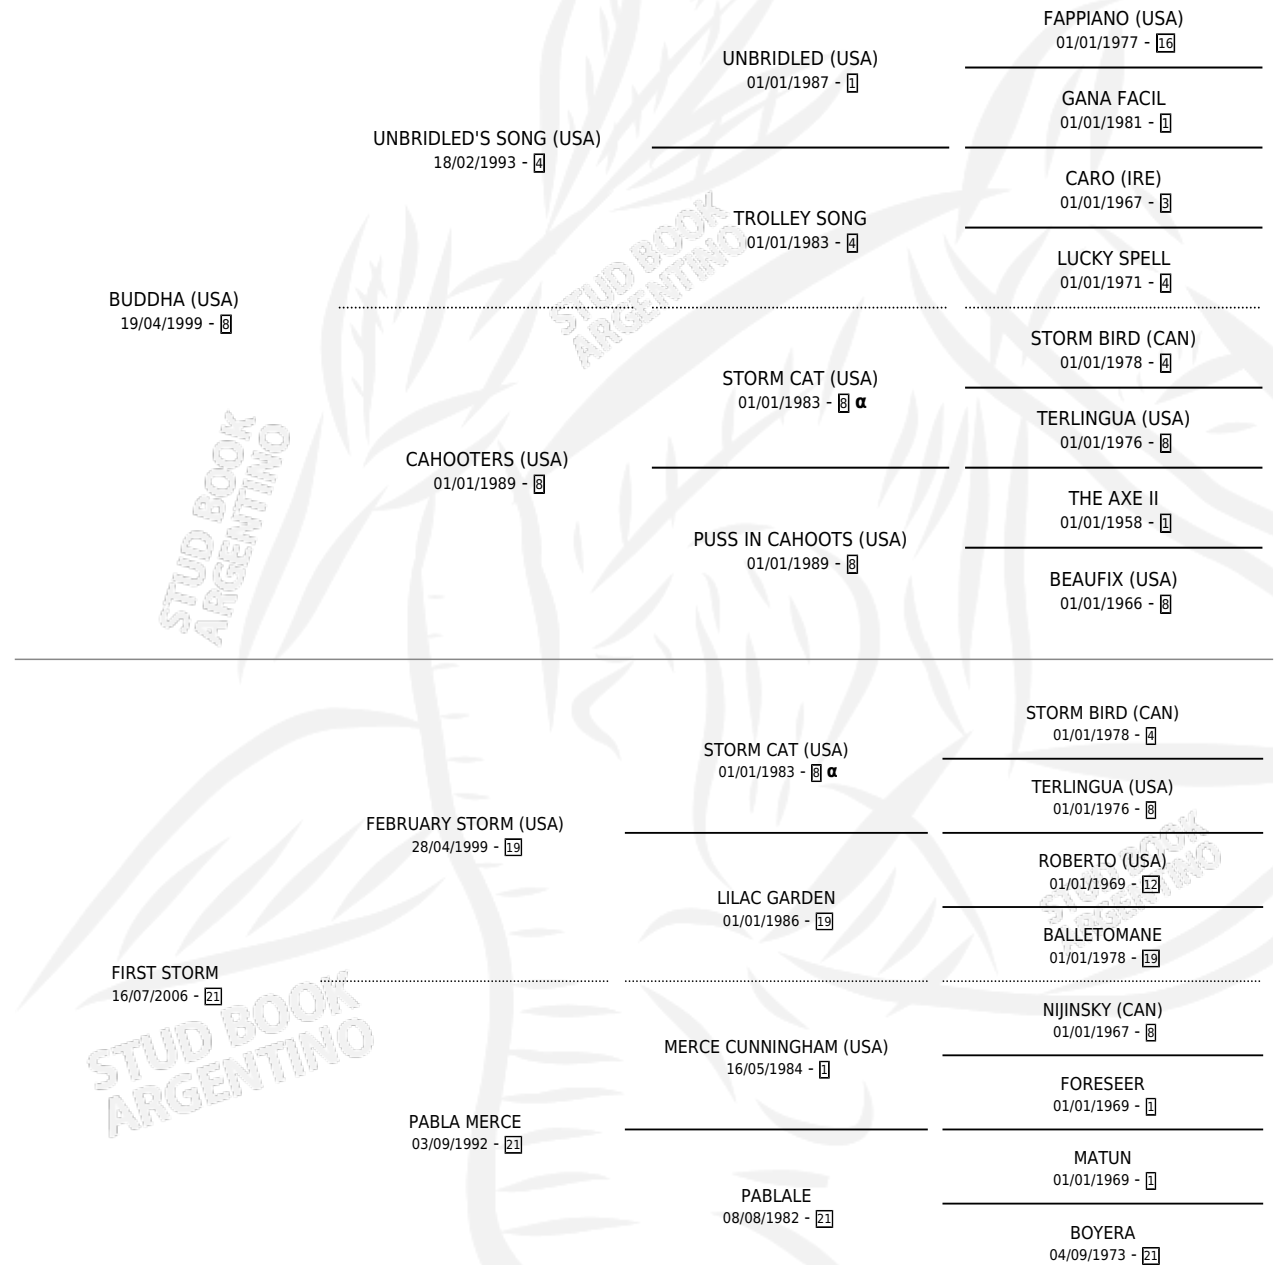 FAPPIANO (USA)
01/01/1977 - 16
UNBRIDLED (USA)
01/01/1987 - 1
GANA FACIL
01/01/1981 - 1
UNBRIDLED'S SONG (USA)
18/02/1993 - 4
CARO (IRE)
01/01/1967 - 3
TROLLEY SONG
01/01/1983 - 4
LUCKY SPELL
01/01/1971 - 4
BUDDHA (USA)
19/04/1999 - 8
STORM BIRD (CAN)
01/01/1978 - 4
STORM CAT (USA)
01/01/1983 - 8 α
TERLINGUA (USA)
01/01/1976 - 8
CAHOOTERS (USA)
01/01/1989 - 8
THE AXE II
01/01/1958 - 1
PUSS IN CAHOOTS (USA)
01/01/1989 - 8
BEAUFIX (USA)
01/01/1966 - 8
STORM BIRD (CAN)
01/01/1978 - 4
STORM CAT (USA)
01/01/1983 - 8 α
TERLINGUA (USA)
01/01/1976 - 8
FEBRUARY STORM (USA)
28/04/1999 - 19
ROBERTO (USA)
01/01/1969 - 12
LILAC GARDEN
01/01/1986 - 19
BALLETOMANE
01/01/1978 - 19
FIRST STORM
16/07/2006 - 21
NIJINSKY (CAN)
01/01/1967 - 8
MERCE CUNNINGHAM (USA)
16/05/1984 - 1
FORESEER
01/01/1969 - 1
PABLA MERCE
03/09/1992 - 21
MATUN
01/01/1969 - 1
PABLALE
08/08/1982 - 21
BOYERA
04/09/1973 - 21
STUD BOOK
ARGENTINO
STUD BOOK
ARGENTINO
STUD BOOK
ARGENTINO
STUD BOOK
ARGENTINO